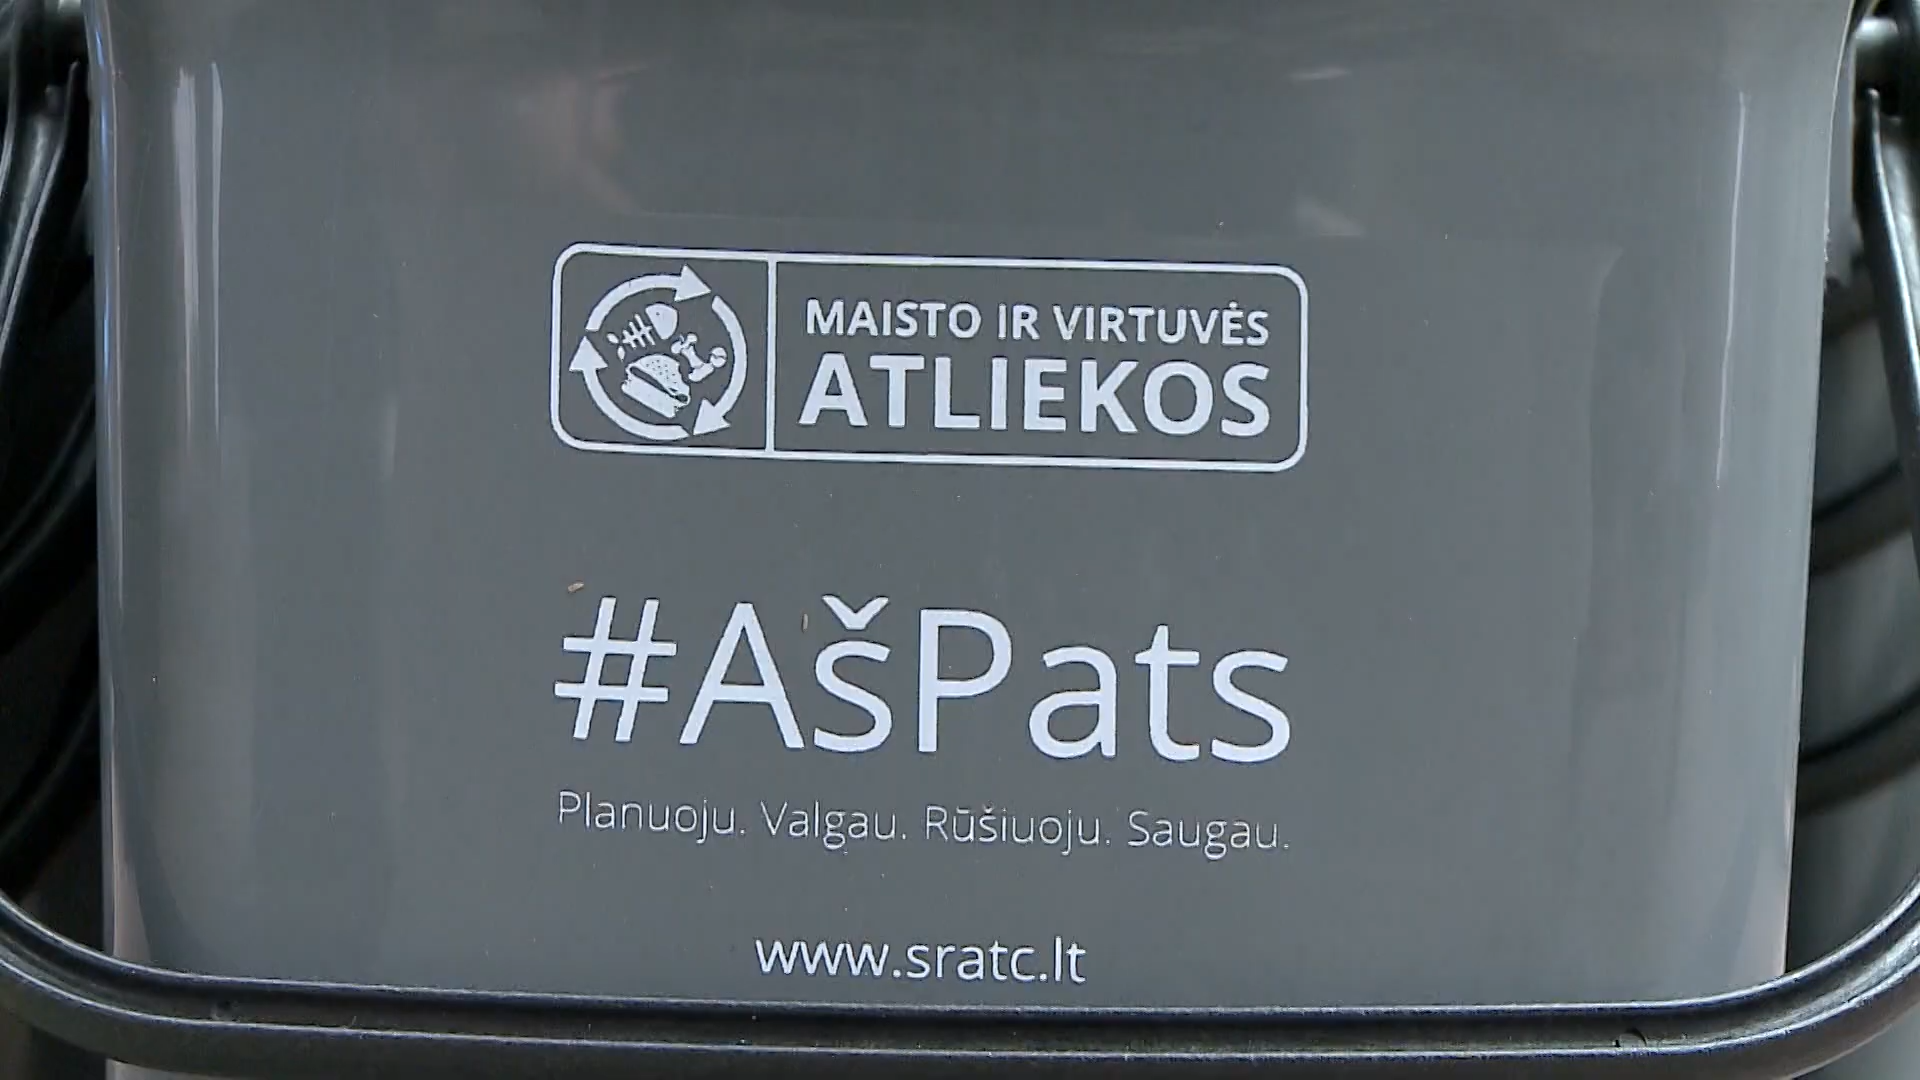 MAISTO IR VIRTUVĖS
ATLIEKOS
#AšPats
Planuoju. Valgau. Rūšiuoju. Saugau.
www.sratc.lt